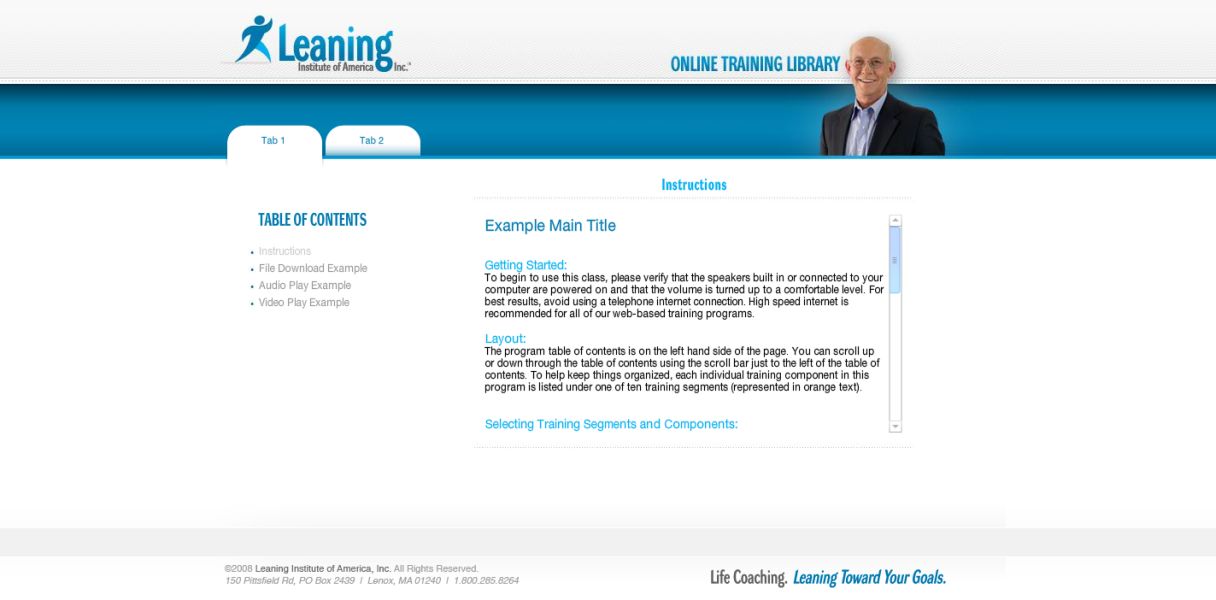 Leaning
Institute of America Inc.™
ONLINE TRAINING LIBRARY
Tab 1
Tab 2
TABLE OF CONTENTS
Instructions
File Download Example
Audio Play Example
Video Play Example
Instructions
Example Main Title
Getting Started:
To begin to use this class, please verify that the speakers built in or connected to your
computer are powered on and that the volume is turned up to a comfortable level. For
best results, avoid using a telephone internet connection. High speed internet is
recommended for all of our web-based training programs.
Layout:
The program table of contents is on the left hand side of the page. You can scroll up
or down through the table of contents using the scroll bar just to the left of the table of
contents. To help keep things organized, each individual training component in this
program is listed under one of ten training segments (represented in orange text).
Selecting Training Segments and Components:
©2008 Leaning Institute of America, Inc. All Rights Reserved.
150 Pittsfield Rd, PO Box 2439 | Lenox, MA 01240 | 1.800.285.8264
Life Coaching. Leaning Toward Your Goals.